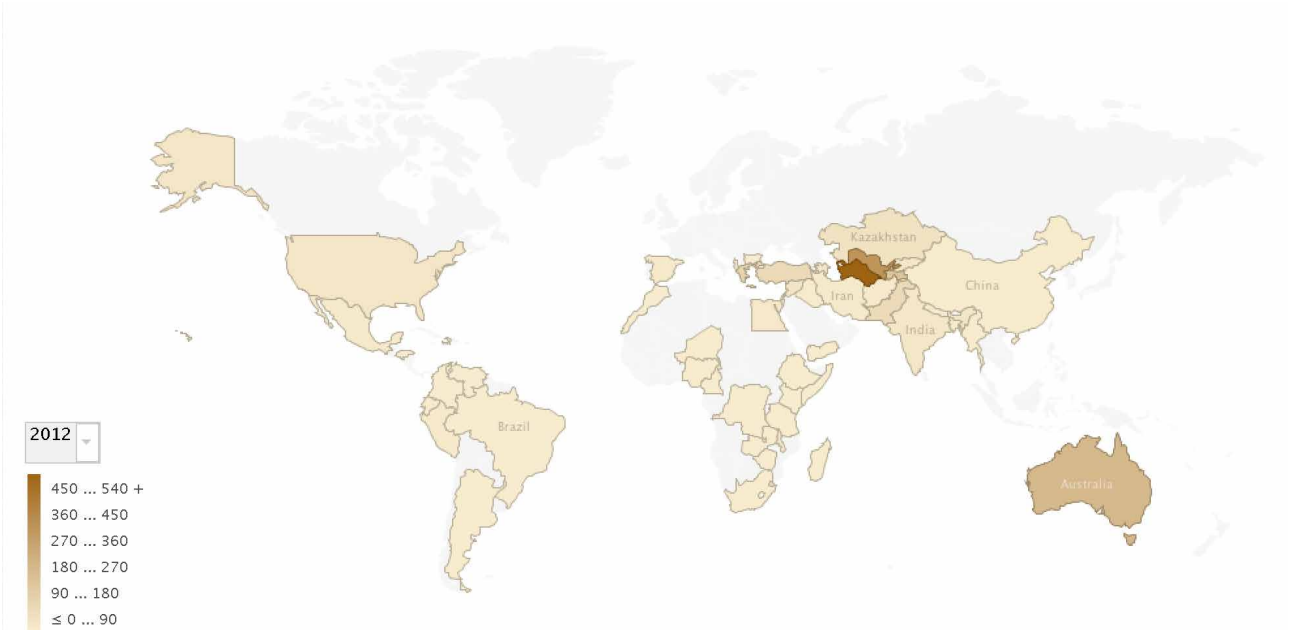 Kazakhstan
China
Iran
India
Brazil
2012
Australia
450 ... 540 +
360 ... 450
270 ... 360
180 ... 270
90 ... 180
≤ 0 ... 90